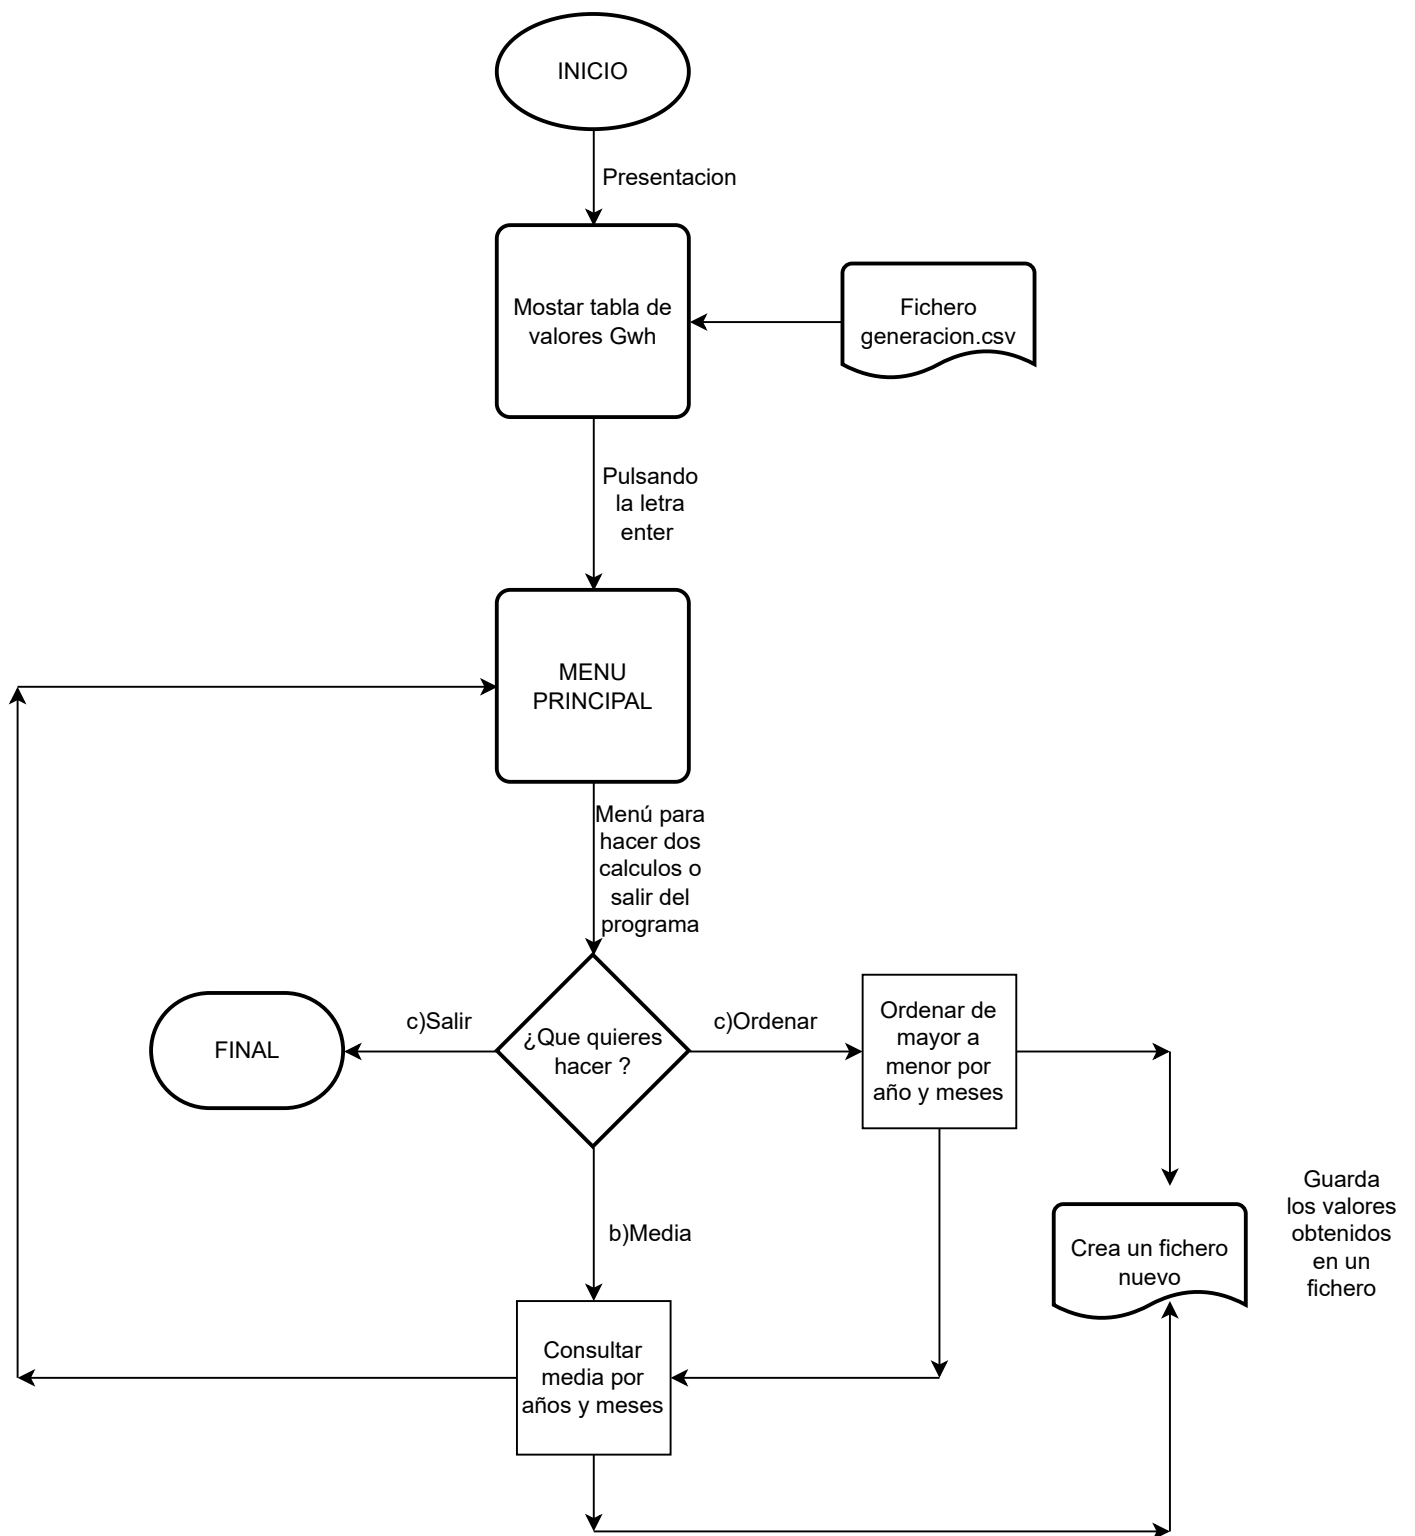 INICIO
Presentacion
Mostar tabla de
valores Gwh
Fichero
generacion.csv
Pulsando
la letra
enter
MENU
PRINCIPAL
Menú para
hacer dos
calculos o
salir del
programa
FINAL
c)Salir
¿Que quieres
hacer ?
c)Ordenar
Ordenar de
mayor a
menor por
año y meses
b)Media
Crea un fichero
nuevo
Guarda
los valores
obtenidos
en un
fichero
Consultar
media por
años y meses